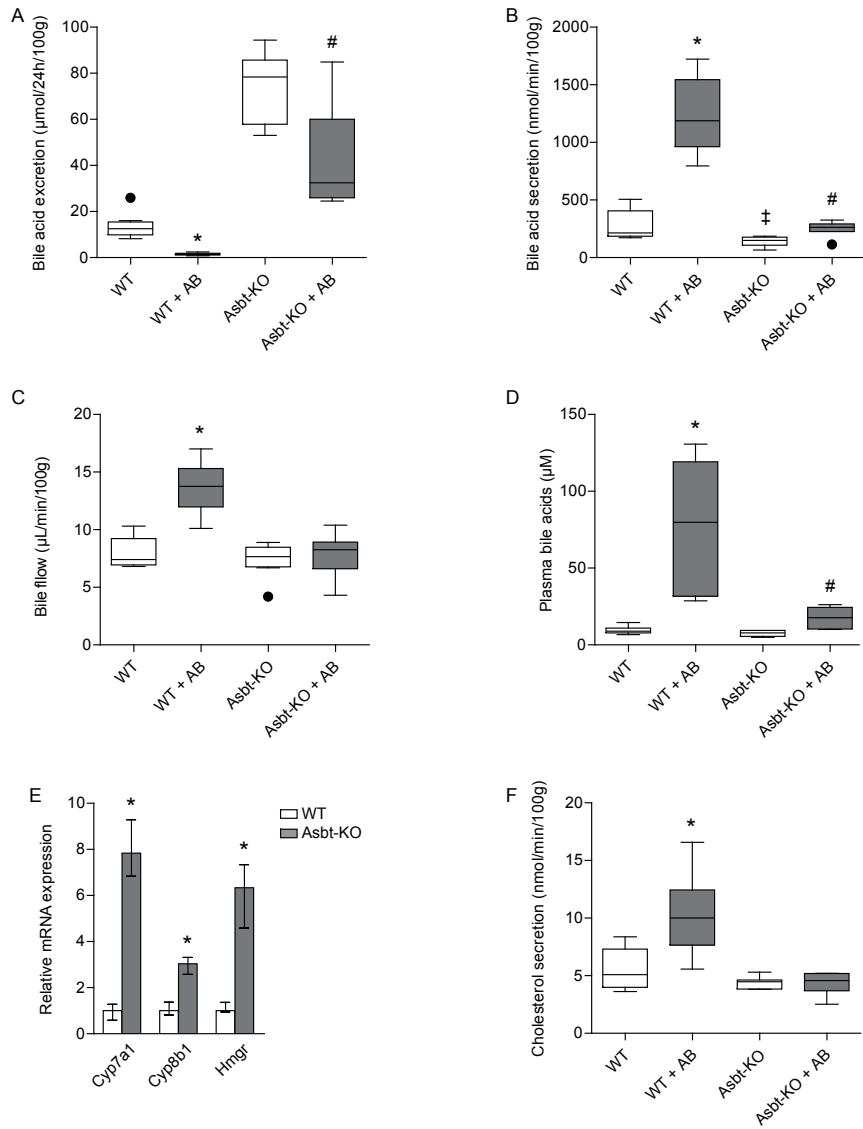 A
Bile acid excretion (µmol/24h/100g)
100
80
60
40
20
0
#
*
WT
WT + AB
Asbt-KO
Asbt-KO + AB
B
Bile acid secretion (nmol/min/100g)
2000
1500
1000
500
0
*
‡
#
WT
WT + AB
Asbt-KO
Asbt-KO + AB
C
Bile fllow (µL/min/100g)
20
15
10
5
0
*
WT
WT + AB
Asbt-KO
Asbt-KO + AB
D
Plasma bile acids (µM)
150
100
50
0
*
#
WT
WT + AB
Asbt-KO
Asbt-KO + AB
E
Relative mRNA expression
10
8
6
4
2
0
*
*
*
Cyp7a1
Cyp8b1
Hmgr
WT
Asbt-KO
F
Cholesterol secretion (nmol/min/100g)
20
15
10
5
0
*
WT
WT + AB
Asbt-KO
Asbt-KO + AB